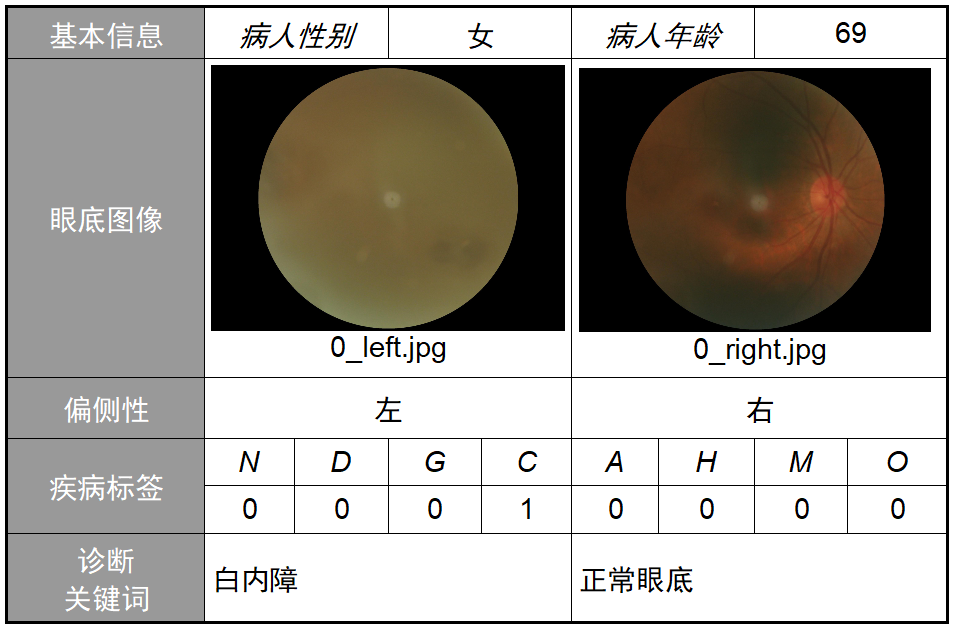 基本信息 病人性别 女 病人年龄 69
眼底图像
0_left.jpg 0_right.jpg
偏侧性 左 右
疾病标签
N D G C A H M O
0 0 0 1 0 0 0 0
诊断
关键词
白内障 正常眼底